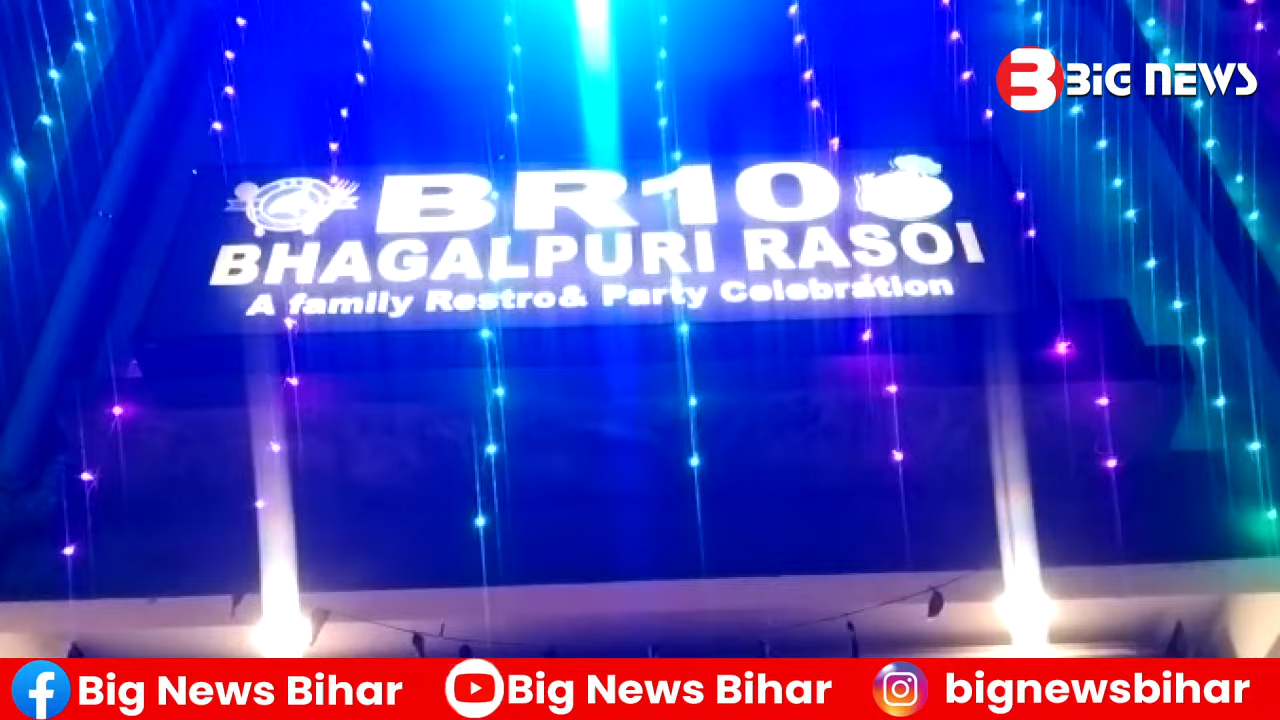 BIG NEWS
BR10
BHAGALPURI RASOI
A family Restro& Party Celebration
Big News Bihar Big News Bihar bignewsbihar